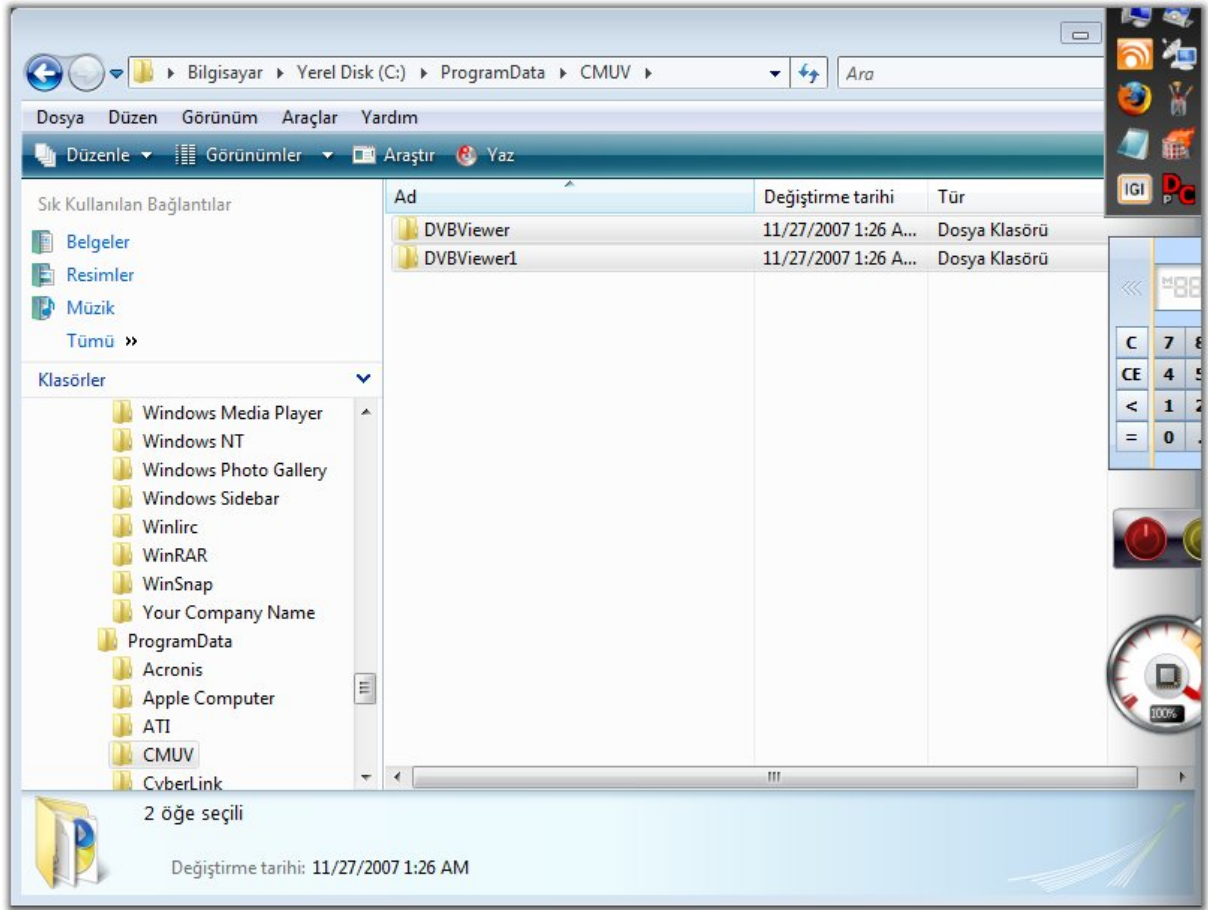 Bilgisayar Yerel Disk (C:) ProgramData CMUV
Ara
Dosya Düzen Görünüm Araçlar Yardım
Düzenle Görünümler Araştır Yaz
Sık Kullanılan Bağlantılar
Belgeler
Resimler
Müzik
Tümü »
Klasörler
Windows Media Player
Windows NT
Windows Photo Gallery
Windows Sidebar
Winlirc
WinRAR
WinSnap
Your Company Name
ProgramData
Acronis
Apple Computer
ATI
CMUV
CyberLink
Ad Değiştirme tarihi Tür
DVBViewer 11/27/2007 1:26 A... Dosya Klasörü
DVBViewer1 11/27/2007 1:26 A... Dosya Klasörü
2 öğe seçili
Değiştirme tarihi: 11/27/2007 1:26 AM
IGI
C 7
CE 4
< 1
= 0
100%